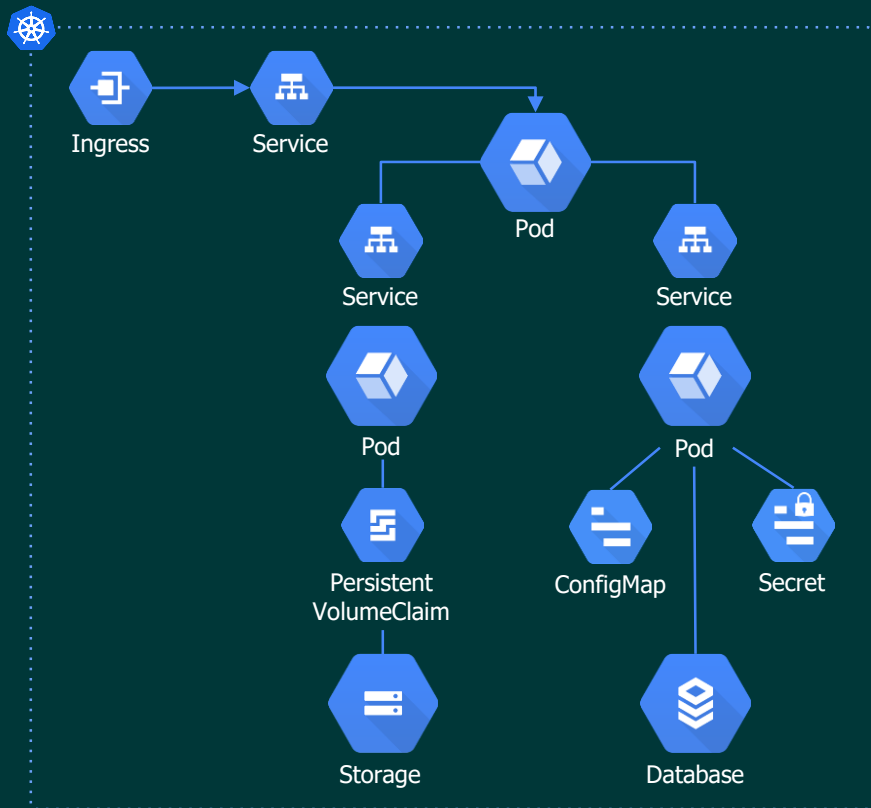 Ingress
Service
Pod
Service
Service
Pod
Pod
Persistent
VolumeClaim
ConfigMap
Secret
Storage
Database